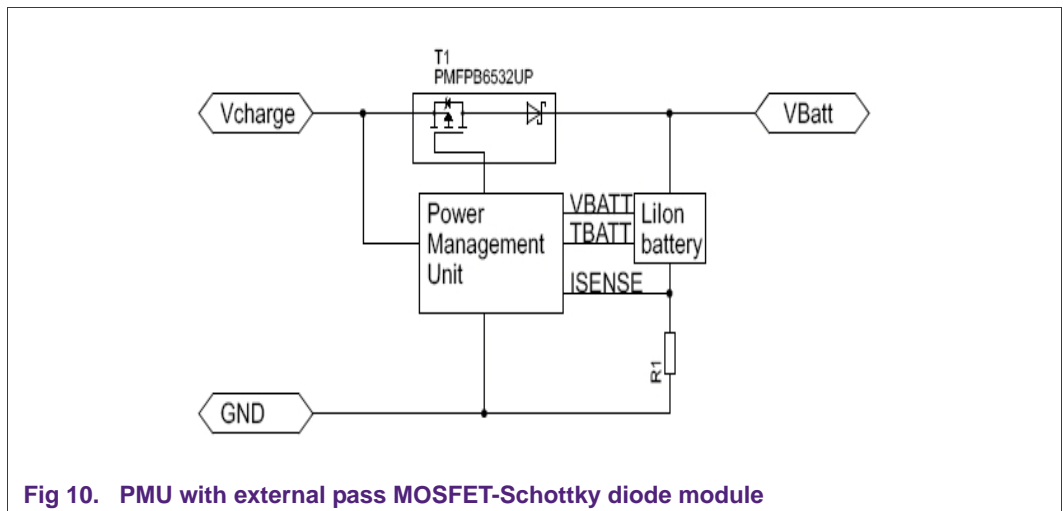 T1
PMFPB6532UP
Vcharge
VBatt
Power
Management
Unit
VBATT
TBATT
ISENSE
LiIon
battery
R1
GND
Fig 10. PMU with external pass MOSFET-Schottky diode module